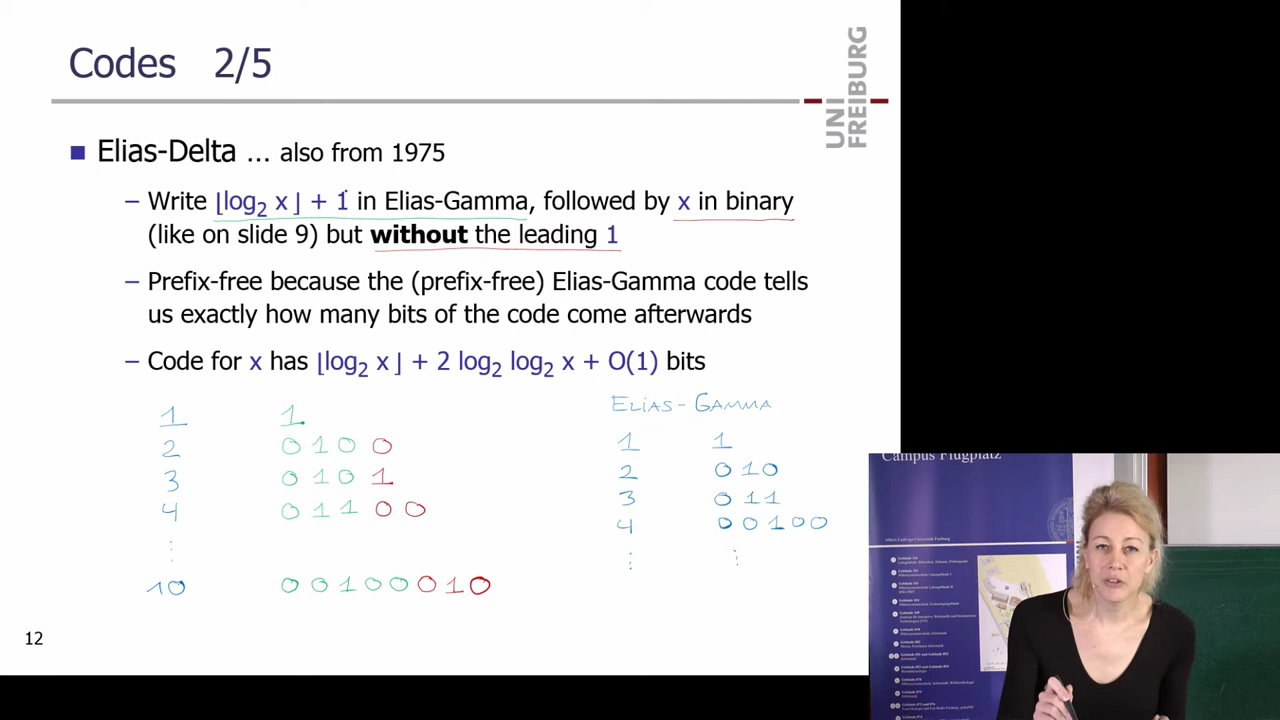 Codes 2/5
UNI
FREIBURG
■ Elias-Delta ... also from 1975
– Write ⌊log₂ x⌋ + 1 in Elias-Gamma, followed by x in binary
(like on slide 9) but without the leading 1
– Prefix-free because the (prefix-free) Elias-Gamma code tells
us exactly how many bits of the code come afterwards
– Code for x has ⌊log₂ x⌋ + 2 log₂ log₂ x + O(1) bits
1 1
2 0 1 0 0
3 0 1 0 1
4 0 1 1 0 0
⋮
10 0 0 1 0 0 0 1 0
ELIAS-GAMMA
1 1
2 0 1 0
3 0 1 1
4 0 0 1 0 0
⋮ ⋮
12
Campus Flugplatz
Albert-Ludwigs-Universität Freiburg